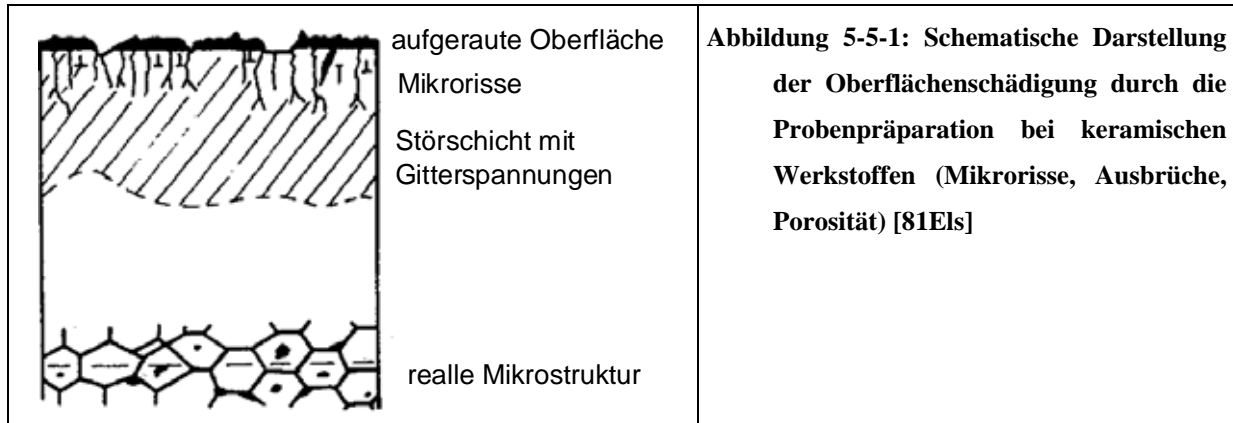 aufgeraute Oberfläche
Mikrorisse
Störschicht mit
Gitterspannungen
realle Mikrostruktur
Abbildung 5-5-1: Schematische Darstellung
der Oberflächenschädigung durch die
Probenpräparation bei keramischen
Werkstoffen (Mikrorisse, Ausbrüche,
Porosität) [81Els]